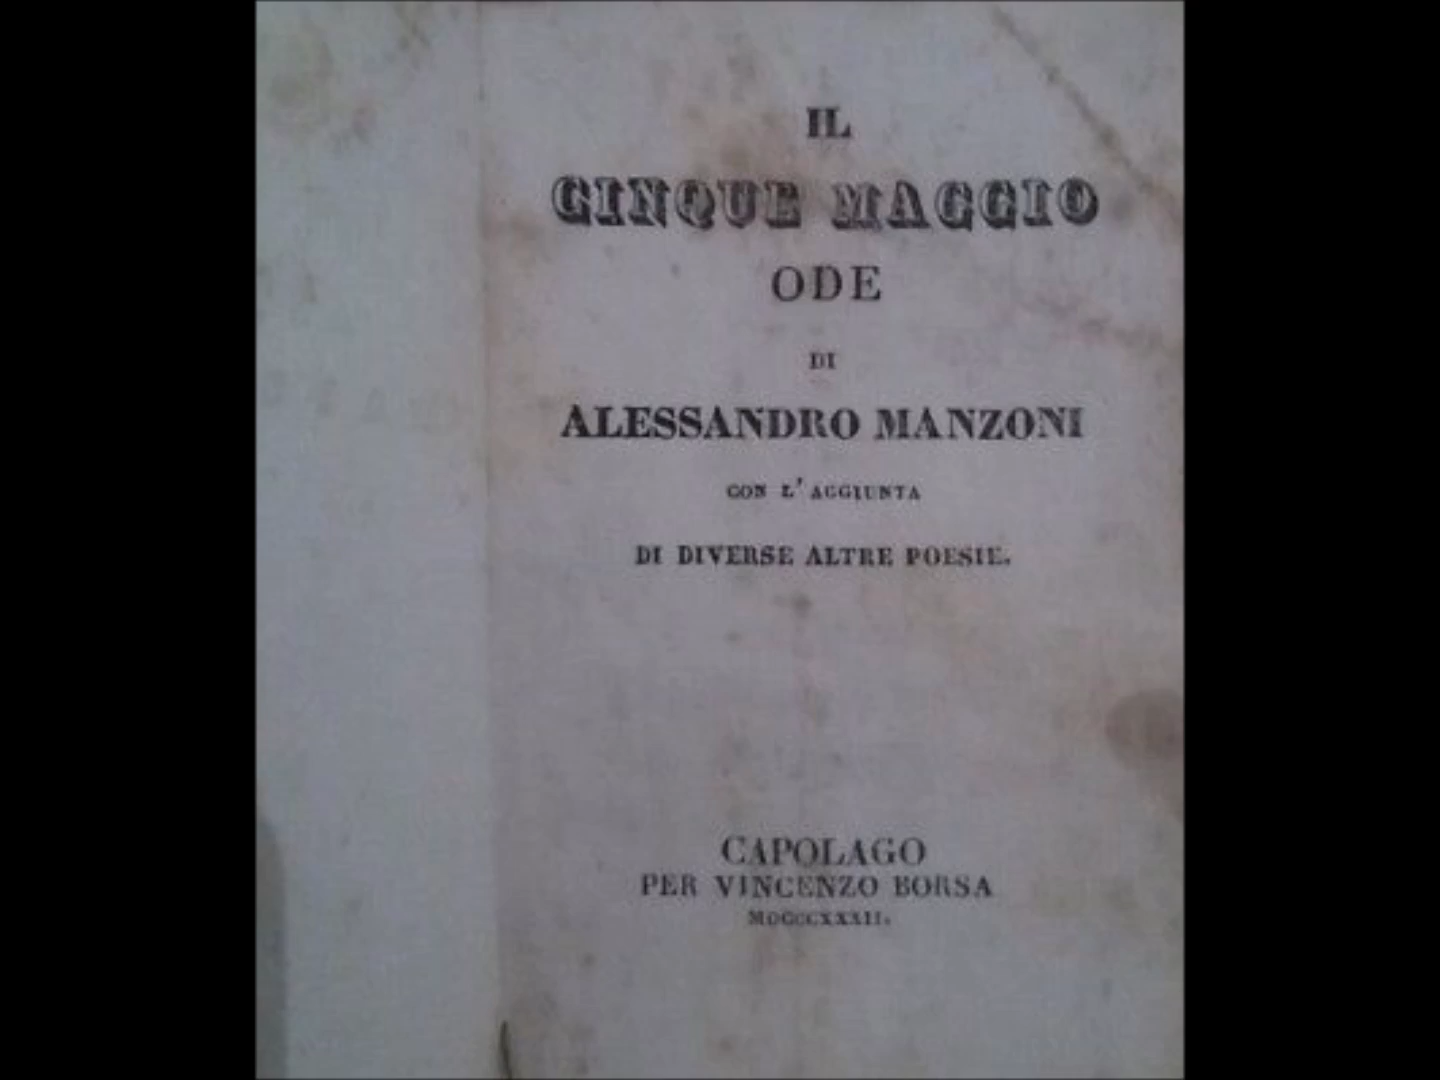 IL
CINQUE MAGGIO
ODE
DI
ALESSANDRO MANZONI
CON L' AGGIUNTA
DI DIVERSE ALTRE POESIE.
CAPOLAGO
PER VINCENZO BORSA
MDCCCXXXII.